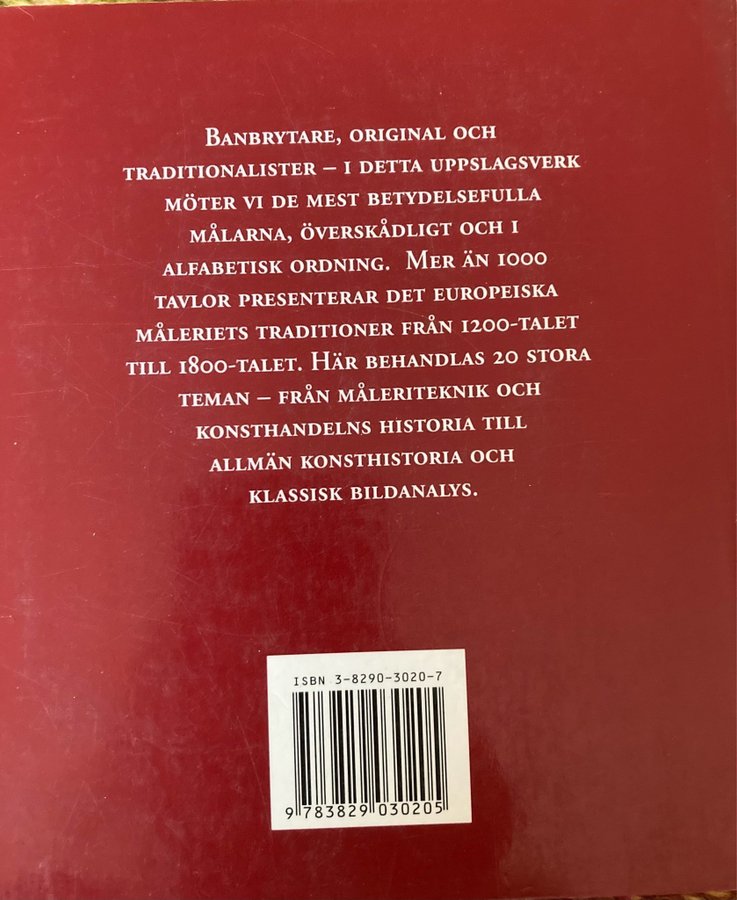 BANBRYTARE, ORIGINAL OCH
TRADITIONALISTER – I DETTA UPPSLAGSVERK
MÖTER VI DE MEST BETYDELSEFULLA
MÅLARNA, ÖVERSKÅDLIGT OCH I
ALFABETISK ORDNING. MER ÄN 1000
TAVLOR PRESENTERAR DET EUROPEISKA
MÅLERIETS TRADITIONER FRÅN 1200-TALET
TILL 1800-TALET. HÄR BEHANDLAS 20 STORA
TEMAN – FRÅN MÅLERITEKNIK OCH
KONSTHANDELNS HISTORIA TILL
ALLMÄN KONSTHISTORIA OCH
KLASSISK BILDANALYS.
ISBN 3-8290-3020-7
9 783829 030205